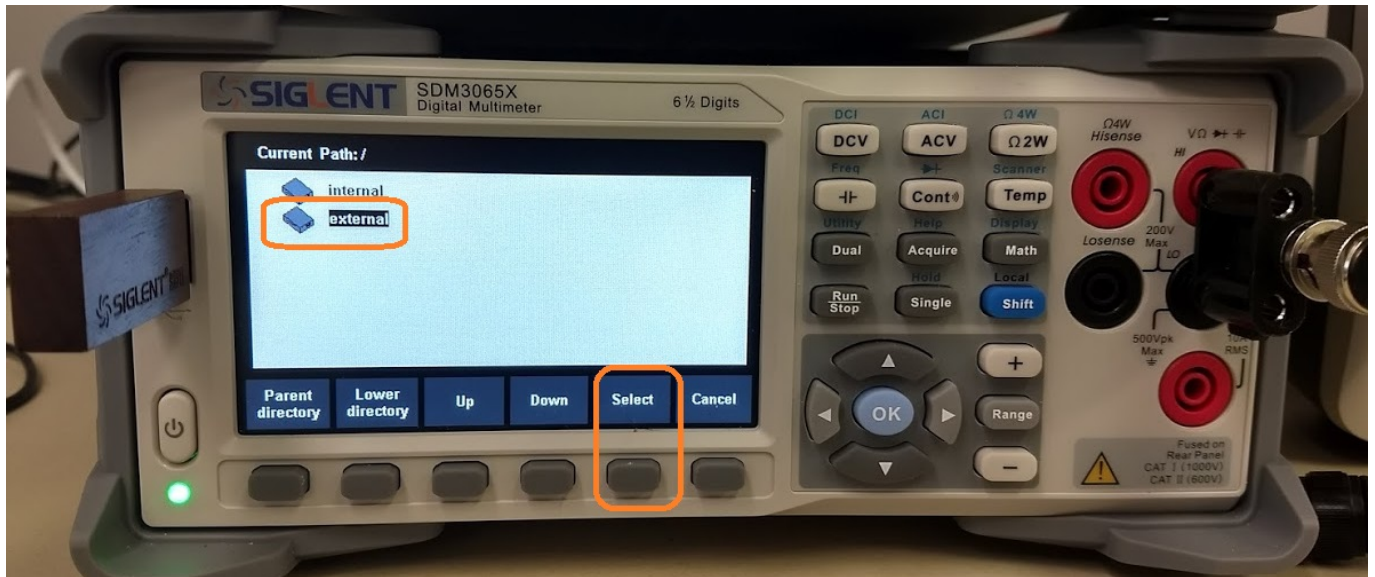 SIGLENT
SDM3065X
Digital Multimeter
6½ Digits
Current Path:/
internal
external
Parent directory
Lower directory
Up
Down
Select
Cancel
SIGLENT
DCI
ACI
Ω 4W
DCV
ACV
Ω2W
Freq
Scanner
Cont
Temp
Utility
Help
Display
Dual
Acquire
Math
Hold
Local
Run
Stop
Single
Shift
+
OK
Range
−
Ω4W
Hisense
VΩ
HI
Losense
200V
Max
LO
500Vpk
Max
10A
RMS
Fused on
Rear Panel
CAT I (1000V)
CAT II (600V)